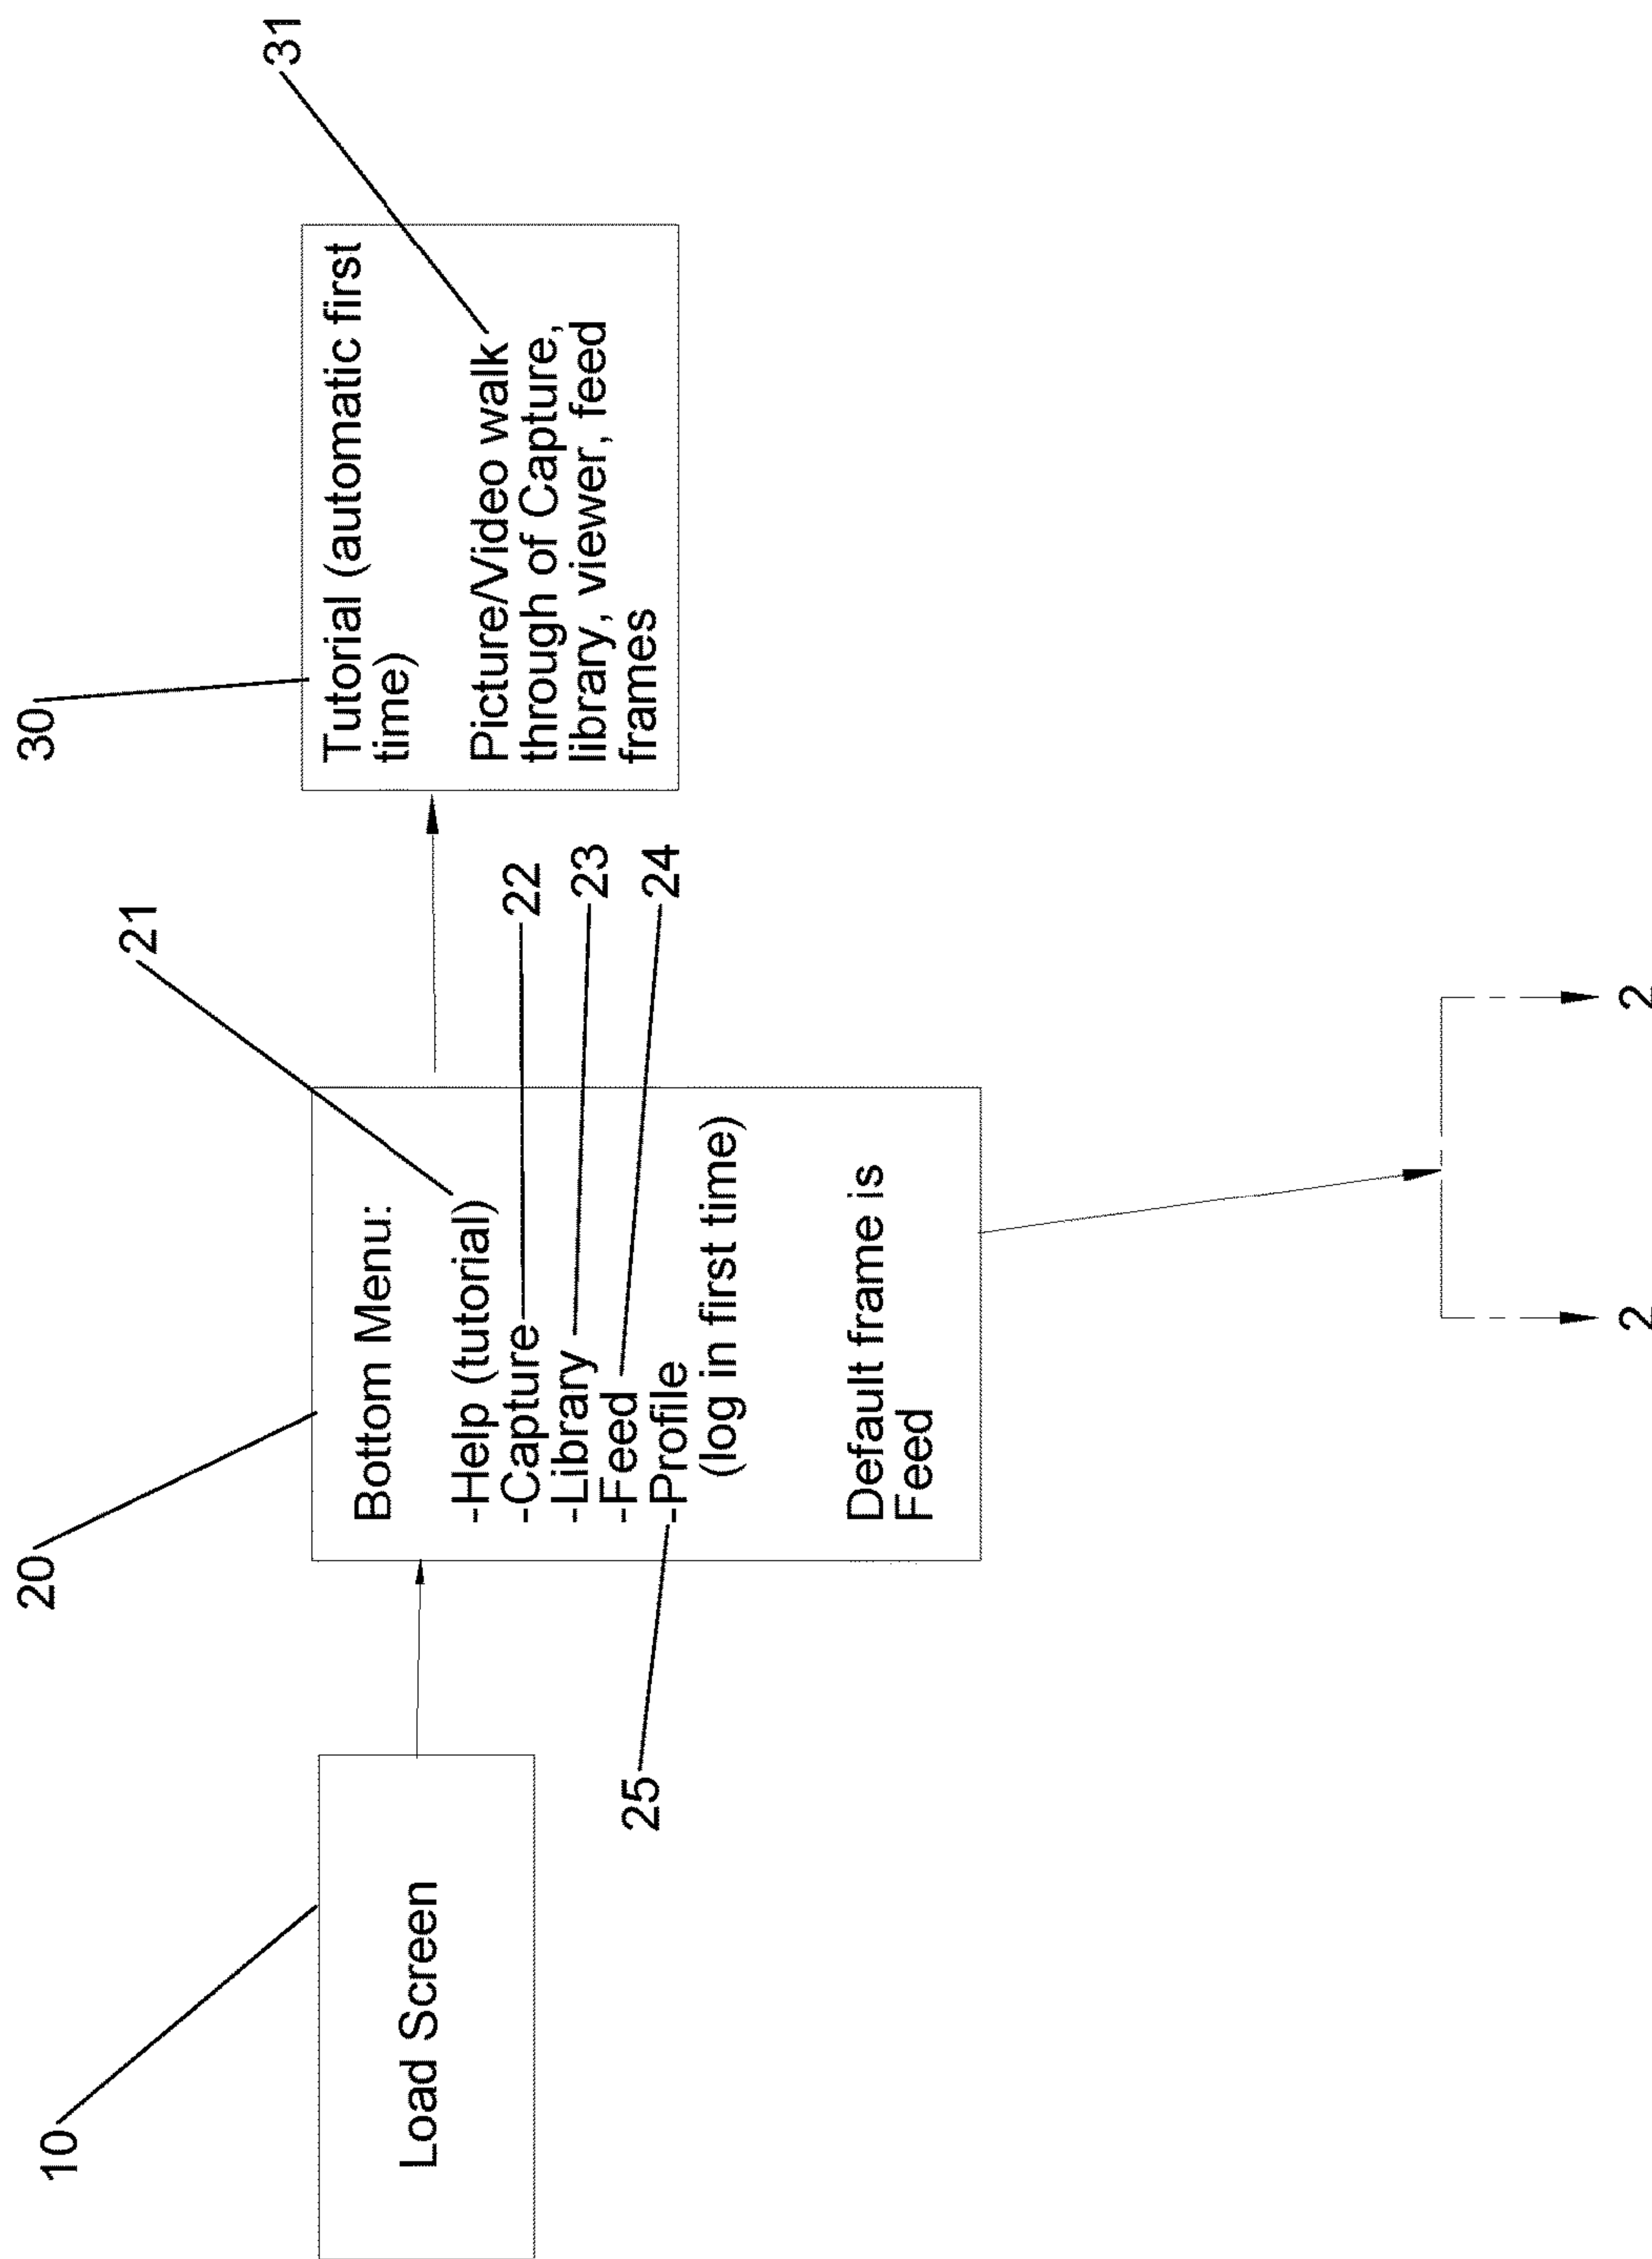 10
Load Screen
20
Bottom Menu:
21
-Help (tutorial)
-Capture
22
-Library
23
-Feed
24
-Profile
25
(log in first time)
Default frame is
Feed
30
Tutorial (automatic first
time)
31
Picture/Video walk
through of Capture,
library, viewer, feed
frames
2
2